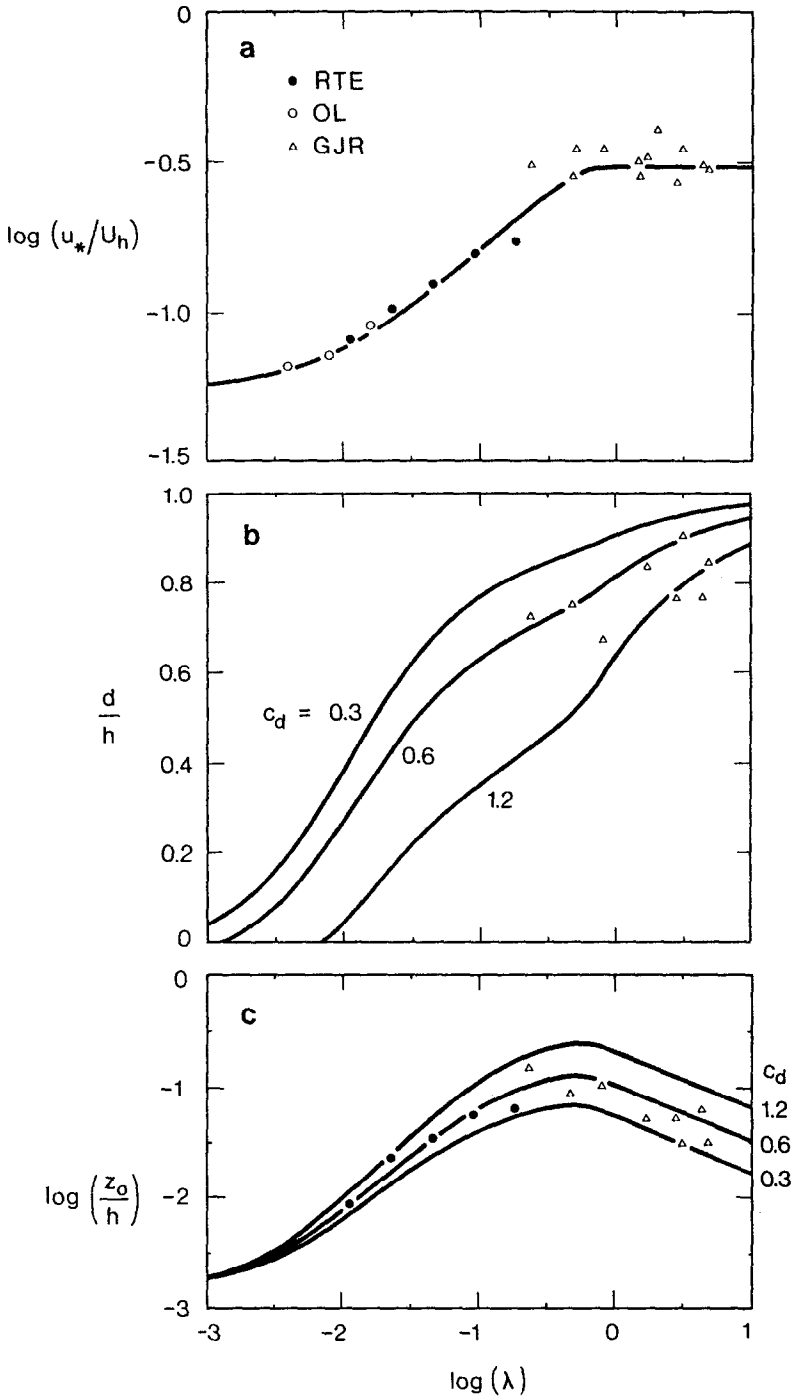 0
a
● RTE
○ OL
△ GJR
-0.5
log (u*/Uh)
-1.0
-1.5
1.0
b
0.8
0.6
d/h
cd = 0.3
0.6
0.4
1.2
0.2
0
0
c
cd
-1
1.2
0.6
log (zo/h)
0.3
-2
-3
-3 -2 -1 0 1
log (λ)